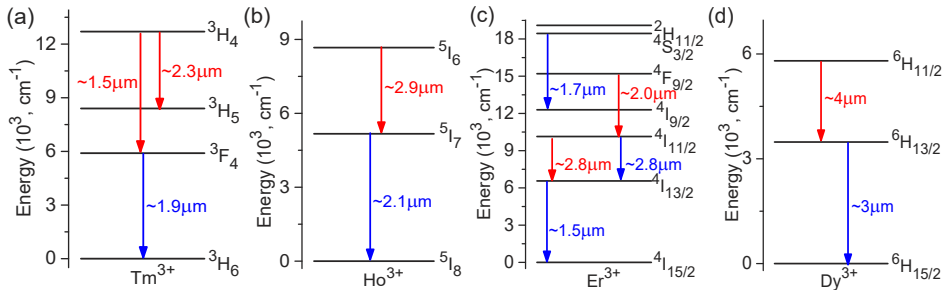 (a)
Energy (10³, cm⁻¹)
12
9
6
3
0
³H₄
³H₅
³F₄
³H₆
~1.5µm
~2.3µm
~1.9µm
Tm³⁺
(b)
Energy (10³, cm⁻¹)
9
6
3
0
⁵I₆
⁵I₇
⁵I₈
~2.9µm
~2.1µm
Ho³⁺
(c)
Energy (10³, cm⁻¹)
18
15
12
9
6
3
0
²H₁₁/₂
⁴S₃/₂
⁴F₉/₂
⁴I₉/₂
⁴I₁₁/₂
⁴I₁₃/₂
⁴I₁₅/₂
~1.7µm
~2.0µm
~2.8µm
~2.8µm
~1.5µm
Er³⁺
(d)
Energy (10³, cm⁻¹)
6
3
0
⁶H₁₁/₂
⁶H₁₃/₂
⁶H₁₅/₂
~4µm
~3µm
Dy³⁺